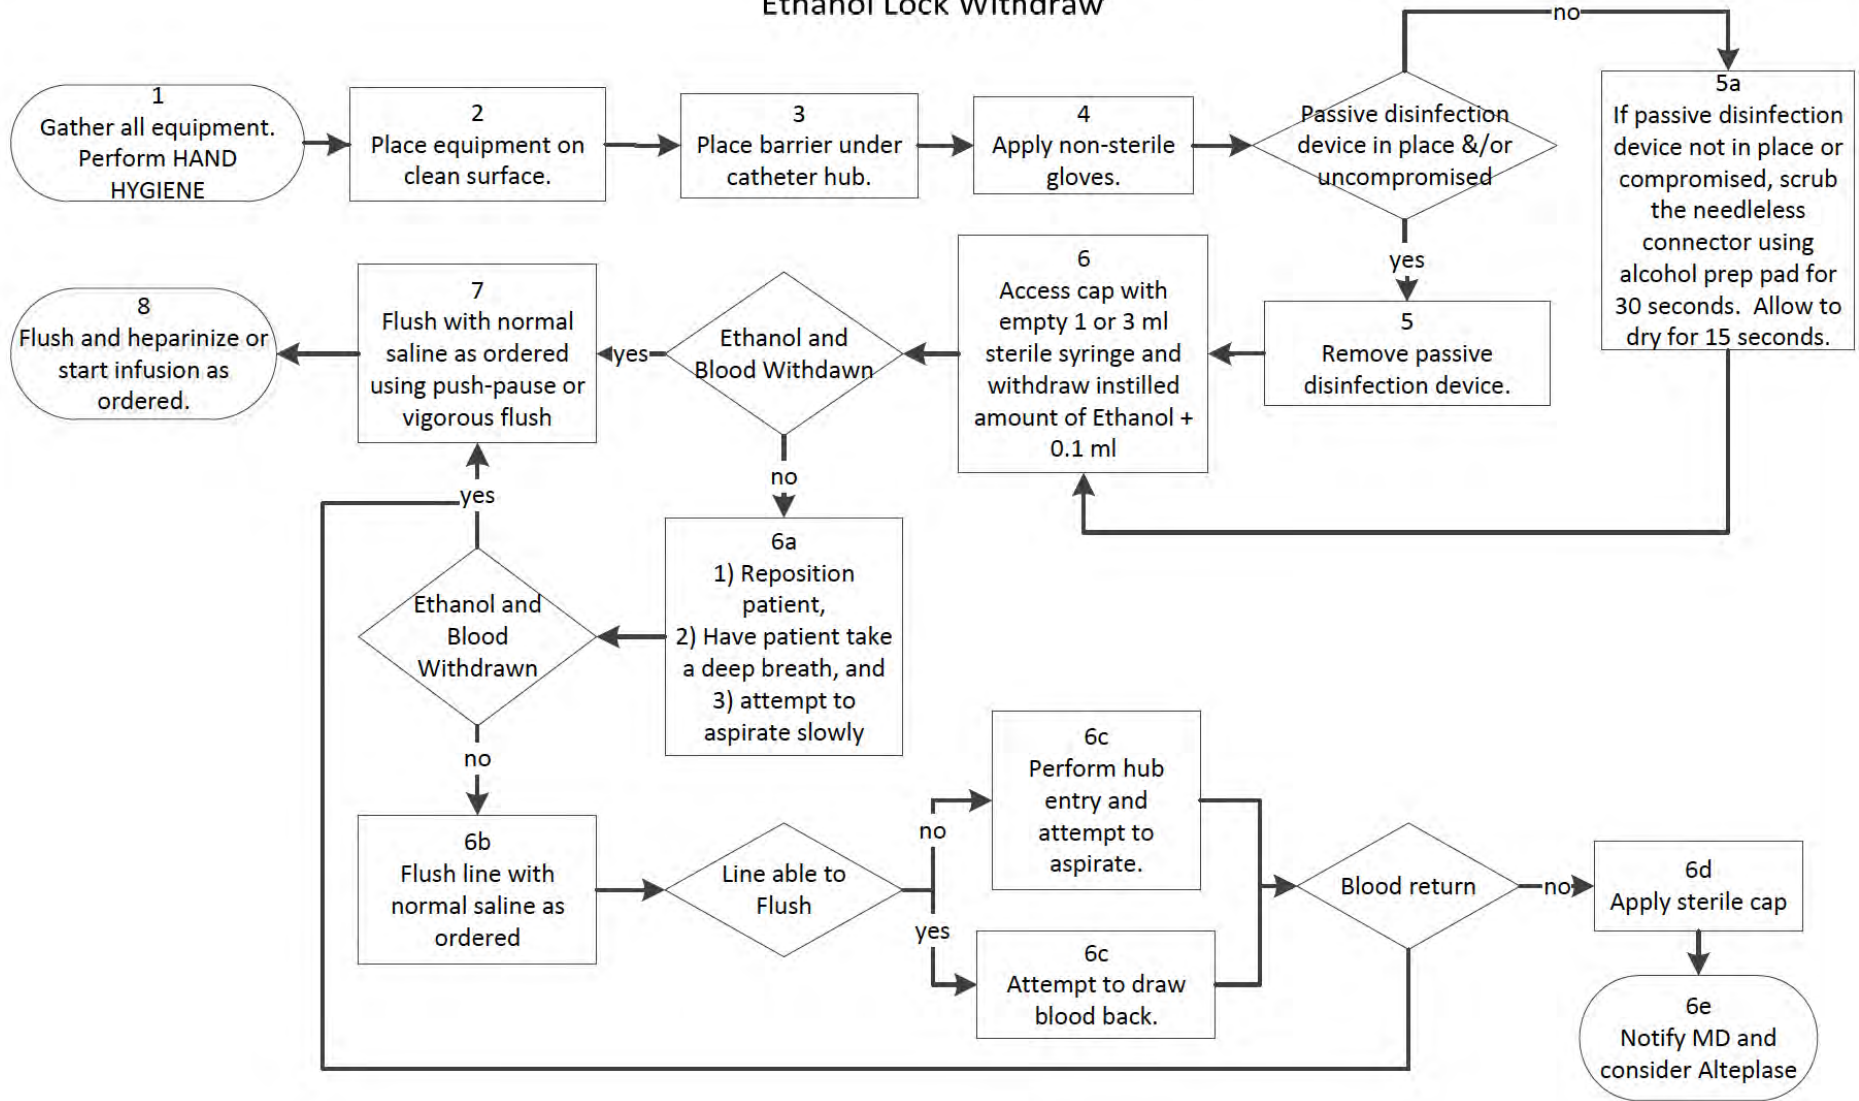 Ethanol Lock Withdraw
no
1
Gather all equipment.
Perform HAND
HYGIENE
2
Place equipment on
clean surface.
3
Place barrier under
catheter hub.
4
Apply non-sterile
gloves.
Passive disinfection
device in place &/or
uncompromised
5a
If passive disinfection
device not in place or
compromised, scrub
the needleless
connector using
alcohol prep pad for
30 seconds. Allow to
dry for 15 seconds.
yes
5
Remove passive
disinfection device.
6
Access cap with
empty 1 or 3 ml
sterile syringe and
withdraw instilled
amount of Ethanol +
0.1 ml
Ethanol and
Blood Withdawn
yes
7
Flush with normal
saline as ordered
using push-pause or
vigorous flush
8
Flush and heparinize or
start infusion as
ordered.
no
6a
1) Reposition
patient,
2) Have patient take
a deep breath, and
3) attempt to
aspirate slowly
yes
Ethanol and
Blood
Withdrawn
no
6b
Flush line with
normal saline as
ordered
Line able to
Flush
no
6c
Perform hub
entry and
attempt to
aspirate.
yes
6c
Attempt to draw
blood back.
Blood return
no
6d
Apply sterile cap
6e
Notify MD and
consider Alteplase